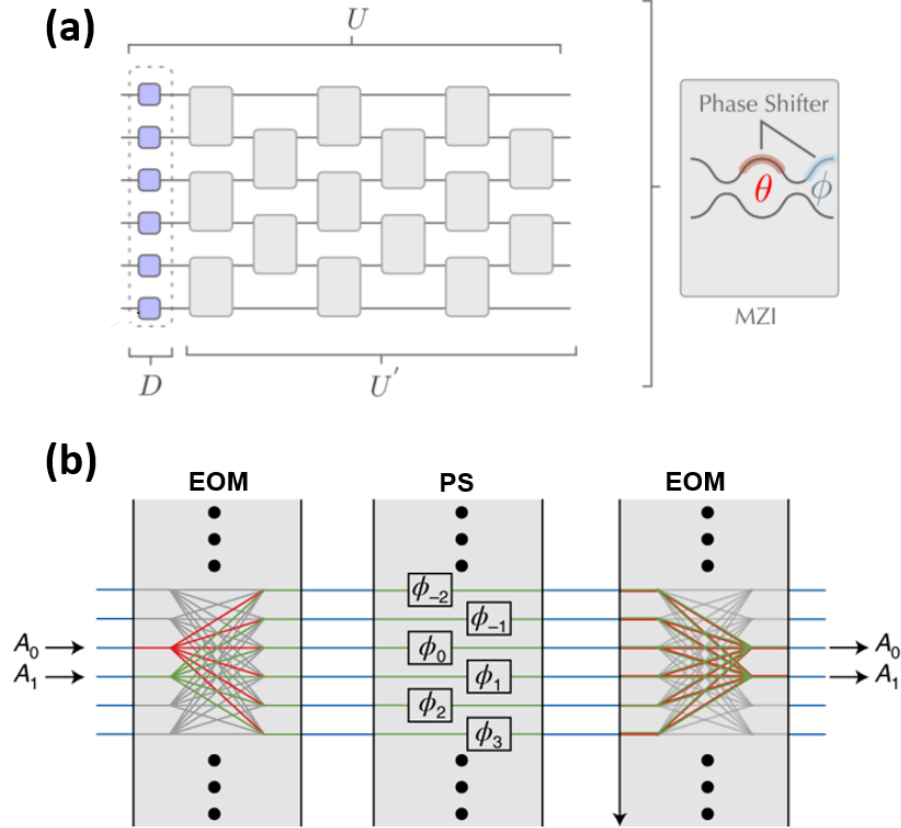 (a)
U
Phase Shifter
θ
ϕ
MZI
D
U′
(b)
EOM
PS
EOM
ϕ₋₂
ϕ₋₁
A₀
ϕ₀
A₀
A₁
ϕ₁
A₁
ϕ₂
ϕ₃